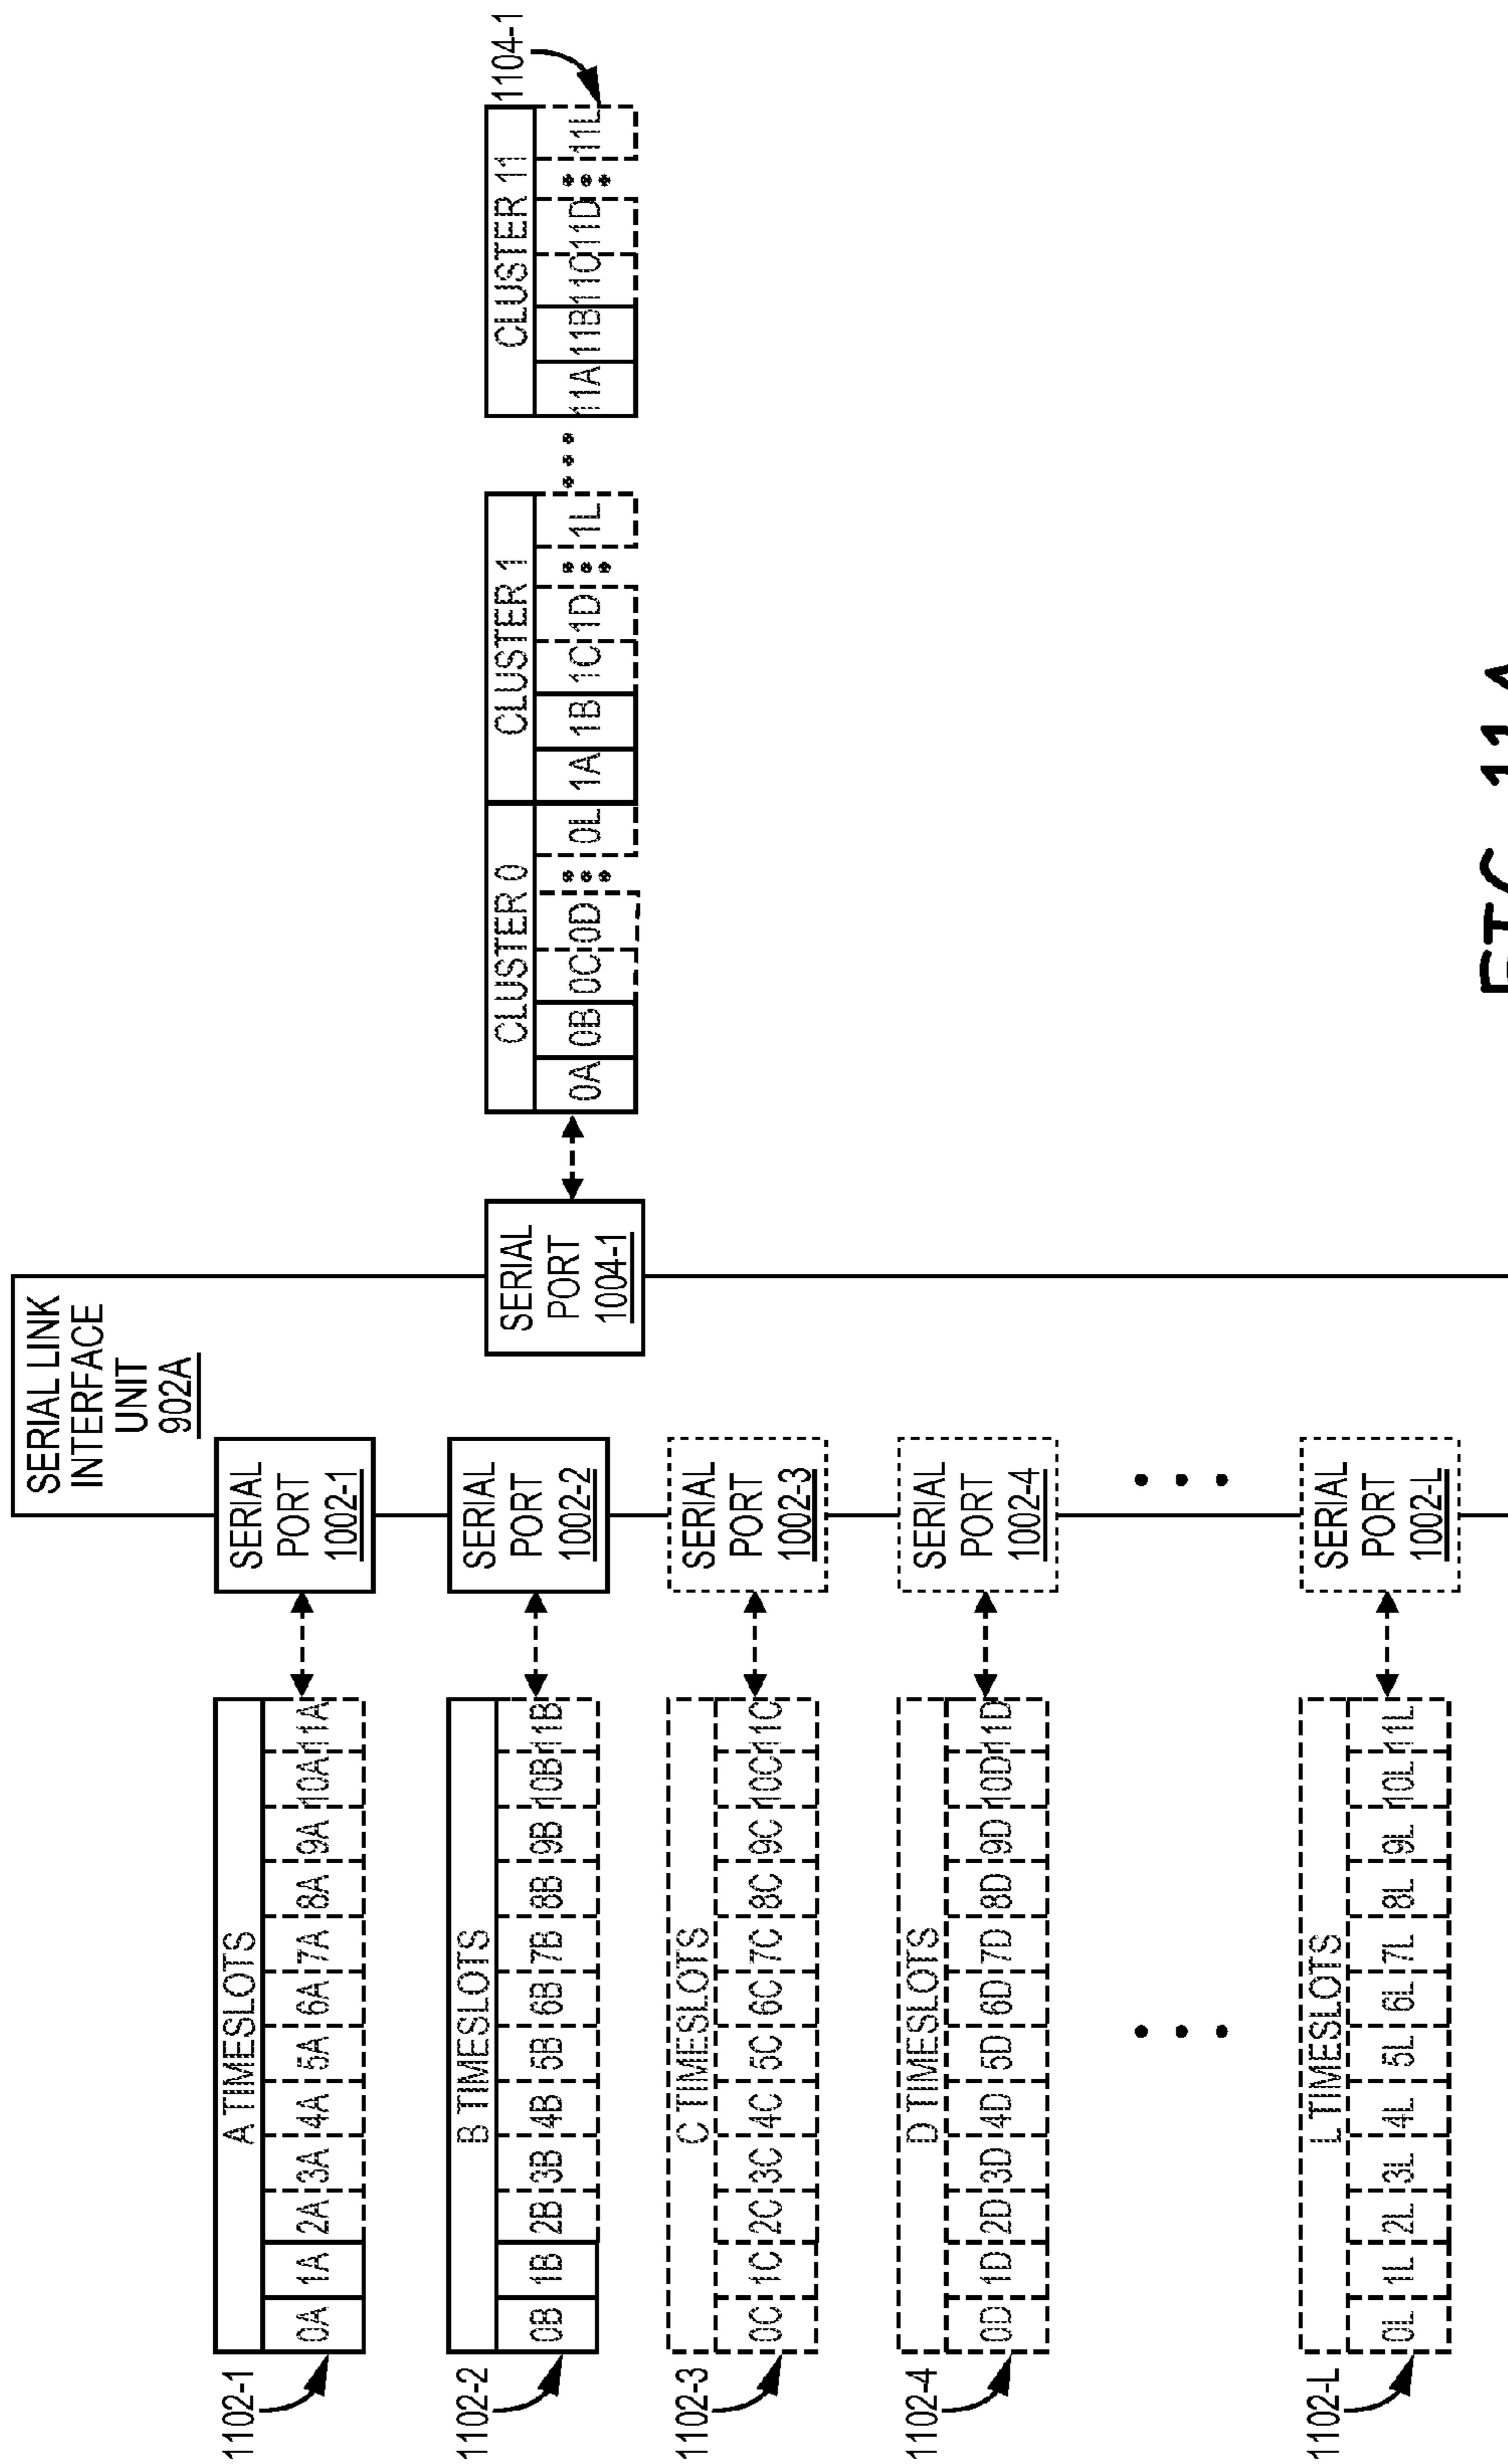 SERIAL LINK
INTERFACE
UNIT
902A
1102-1
A TIMESLOTS
0A 1A 2A 3A 4A 5A 6A 7A 8A 9A 10A 11A
SERIAL
PORT
1002-1
1102-2
B TIMESLOTS
0B 1B 2B 3B 4B 5B 6B 7B 8B 9B 10B 11B
SERIAL
PORT
1002-2
1102-3
C TIMESLOTS
0C 1C 2C 3C 4C 5C 6C 7C 8C 9C 10C 11C
SERIAL
PORT
1002-3
1102-4
D TIMESLOTS
0D 1D 2D 3D 4D 5D 6D 7D 8D 9D 10D 11D
SERIAL
PORT
1002-4
1102-L
L TIMESLOTS
0L 1L 2L 3L 4L 5L 6L 7L 8L 9L 10L 11L
SERIAL
PORT
1002-L
SERIAL
PORT
1004-1
CLUSTER 0
0A 0B 0C 0D 0L
CLUSTER 1
1A 1B 1C 1D 1L
CLUSTER 11
11A 11B 11C 11D 11L
1104-1
FIG. 11A